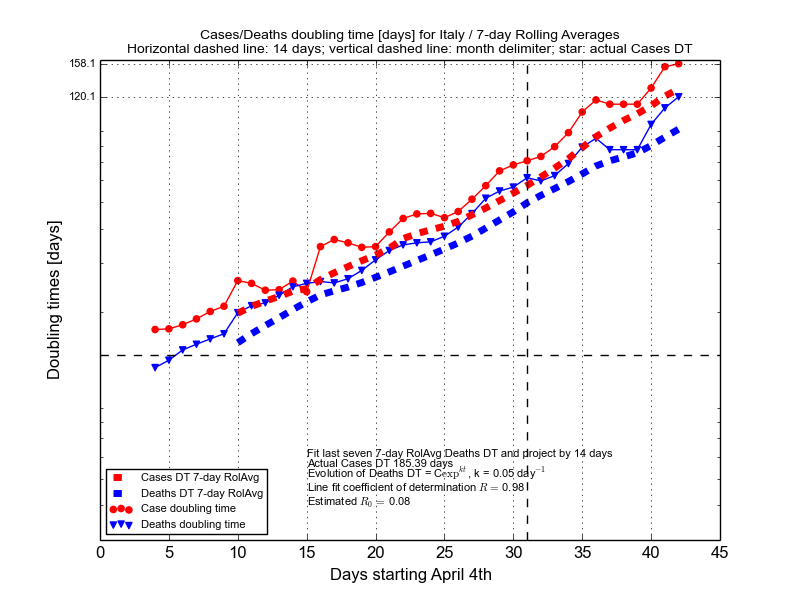 Cases/Deaths doubling time [days] for Italy / 7-day Rolling Averages
Horizontal dashed line: 14 days; vertical dashed line: month delimiter; star: actual Cases DT
158.1
120.1
Doubling times [days]
Fit last seven 7-day RolAvg Deaths DT and project by 14 days
Actual Cases DT 185.39 days
Evolution of Deaths DT = Cexp^{kt}, k = 0.05 day^{-1}
Line fit coefficient of determination R = 0.98
Estimated R_0 = 0.08
Cases DT 7-day RolAvg
Deaths DT 7-day RolAvg
Case doubling time
Deaths doubling time
0 5 10 15 20 25 30 35 40 45
Days starting April 4th